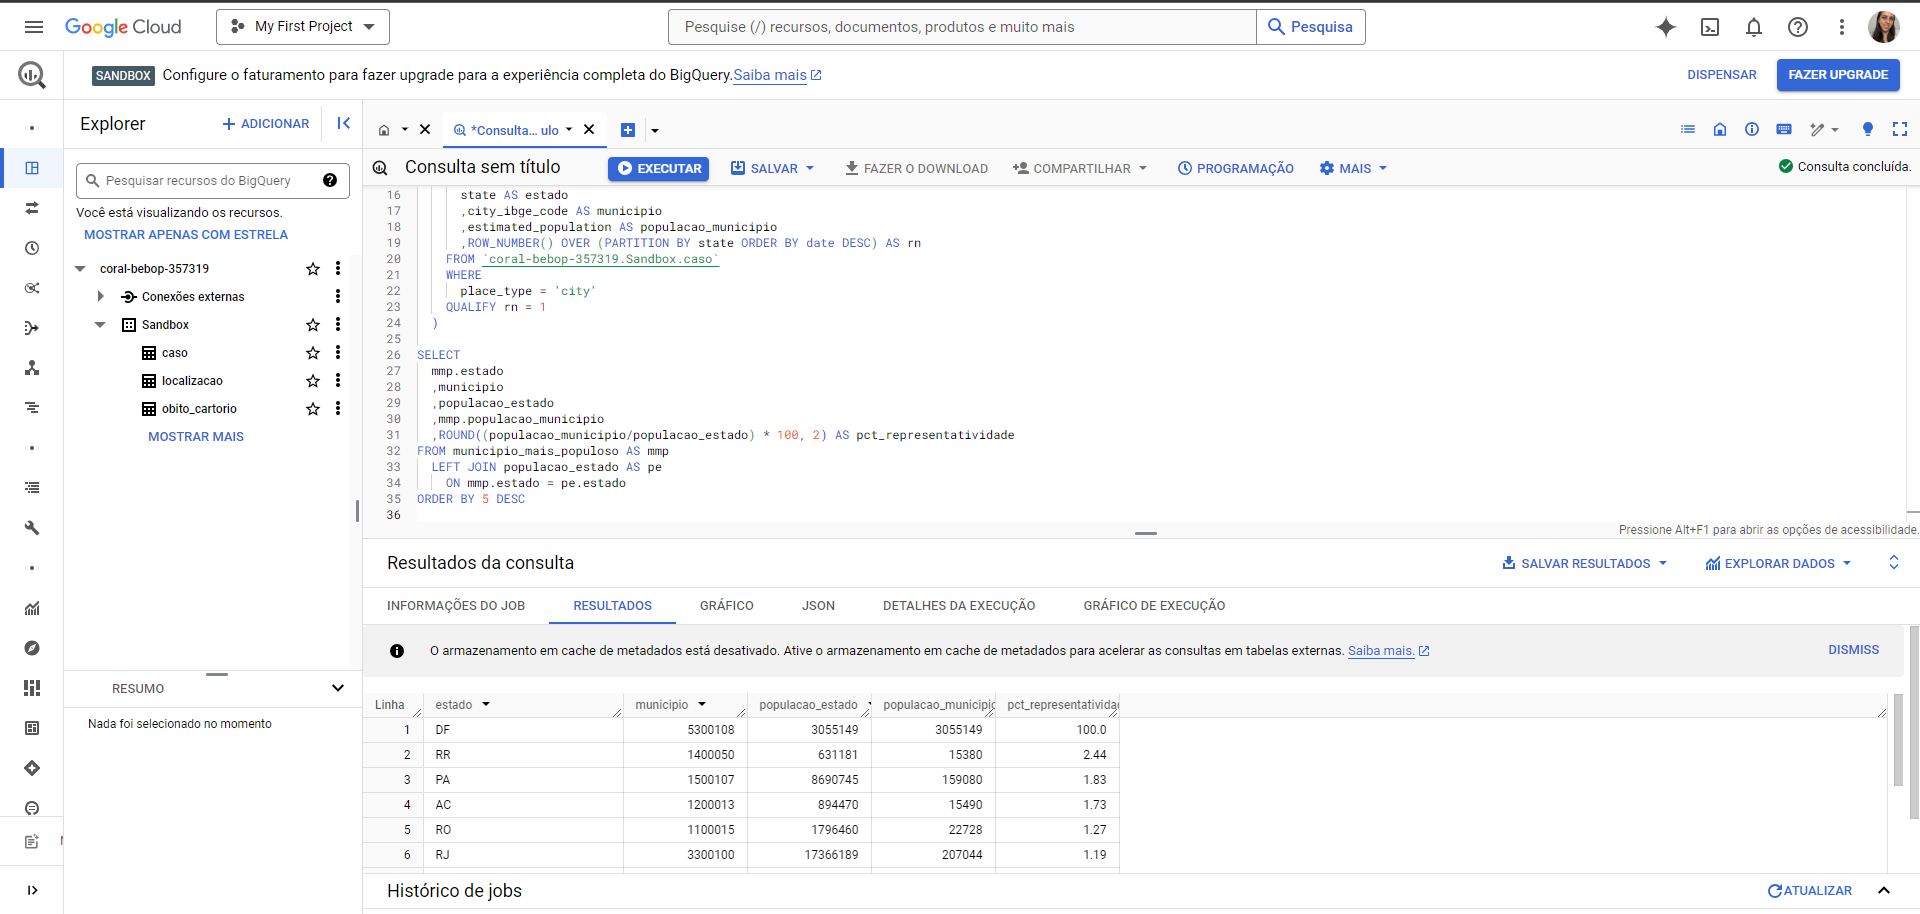 Google Cloud
My First Project
Pesquise (/) recursos, documentos, produtos e muito mais
Pesquisa
SANDBOX Configure o faturamento para fazer upgrade para a experiência completa do BigQuery.Saiba mais
DISPENSAR
FAZER UPGRADE
Explorer
ADICIONAR
Pesquisar recursos do BigQuery
Você está visualizando os recursos.
MOSTRAR APENAS COM ESTRELA
coral-bebop-357319
Conexões externas
Sandbox
caso
localizacao
obito_cartorio
MOSTRAR MAIS
RESUMO
Nada foi selecionado no momento
*Consulta... ulo
Consulta sem título
EXECUTAR
SALVAR
FAZER O DOWNLOAD
COMPARTILHAR
PROGRAMAÇÃO
MAIS
Consulta concluída.
16 state AS estado
17 ,city_ibge_code AS municipio
18 ,estimated_population AS populacao_municipio
19 ,ROW_NUMBER() OVER (PARTITION BY state ORDER BY date DESC) AS rn
20 FROM `coral-bebop-357319.Sandbox.caso`
21 WHERE
22 place_type = 'city'
23 QUALIFY rn = 1
24 )
25
26 SELECT
27 mmp.estado
28 ,municipio
29 ,populacao_estado
30 ,mmp.populacao_municipio
31 ,ROUND((populacao_municipio/populacao_estado) * 100, 2) AS pct_representatividade
32 FROM municipio_mais_populoso AS mmp
33 LEFT JOIN populacao_estado AS pe
34 ON mmp.estado = pe.estado
35 ORDER BY 5 DESC
36
Pressione Alt+F1 para abrir as opções de acessibilidade.
Resultados da consulta
SALVAR RESULTADOS
EXPLORAR DADOS
INFORMAÇÕES DO JOB RESULTADOS GRÁFICO JSON DETALHES DA EXECUÇÃO GRÁFICO DE EXECUÇÃO
O armazenamento em cache de metadados está desativado. Ative o armazenamento em cache de metadados para acelerar as consultas em tabelas externas. Saiba mais.
DISMISS
Linha estado municipio populacao_estado populacao_municipio pct_representativida
1 DF 5300108 3055149 3055149 100.0
2 RR 1400050 631181 15380 2.44
3 PA 1500107 8690745 159080 1.83
4 AC 1200013 894470 15490 1.73
5 RO 1100015 1796460 22728 1.27
6 RJ 3300100 17366189 207044 1.19
Histórico de jobs
ATUALIZAR